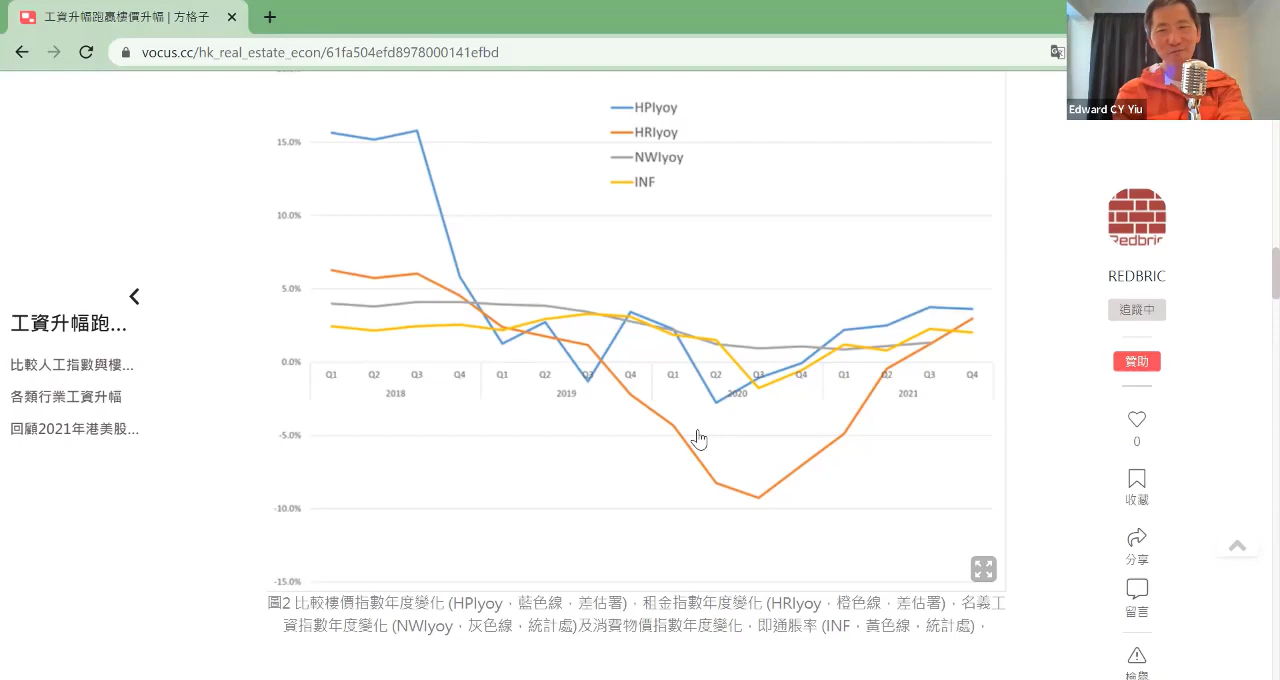 工資升幅跑贏樓價升幅 | 方格子
vocus.cc/hk_real_estate_econ/61fa504efd8978000141efbd
Edward CY Yiu
HPIyoy
HRIyoy
NWIyoy
INF
15.0%
10.0%
5.0%
0.0%
-5.0%
-10.0%
-15.0%
Q1 Q2 Q3 Q4 Q1 Q2 Q3 Q4 Q1 Q2 Q3 Q4 Q1 Q2 Q3 Q4
2018 2019 2020 2021
圖2 比較樓價指數年度變化 (HPIyoy，藍色線，差估署)，租金指數年度變化 (HRIyoy，橙色線，差估署)，名義工
資指數年度變化 (NWIyoy，灰色線，統計處)及消費物價指數年度變化，即通脹率 (INF，黃色線，統計處)，
工資升幅跑...
比較人工指數與樓...
各類行業工資升幅
回顧2021年港美股...
Redbric
REDBRIC
追蹤中
贊助
0
收藏
分享
留言
檢舉